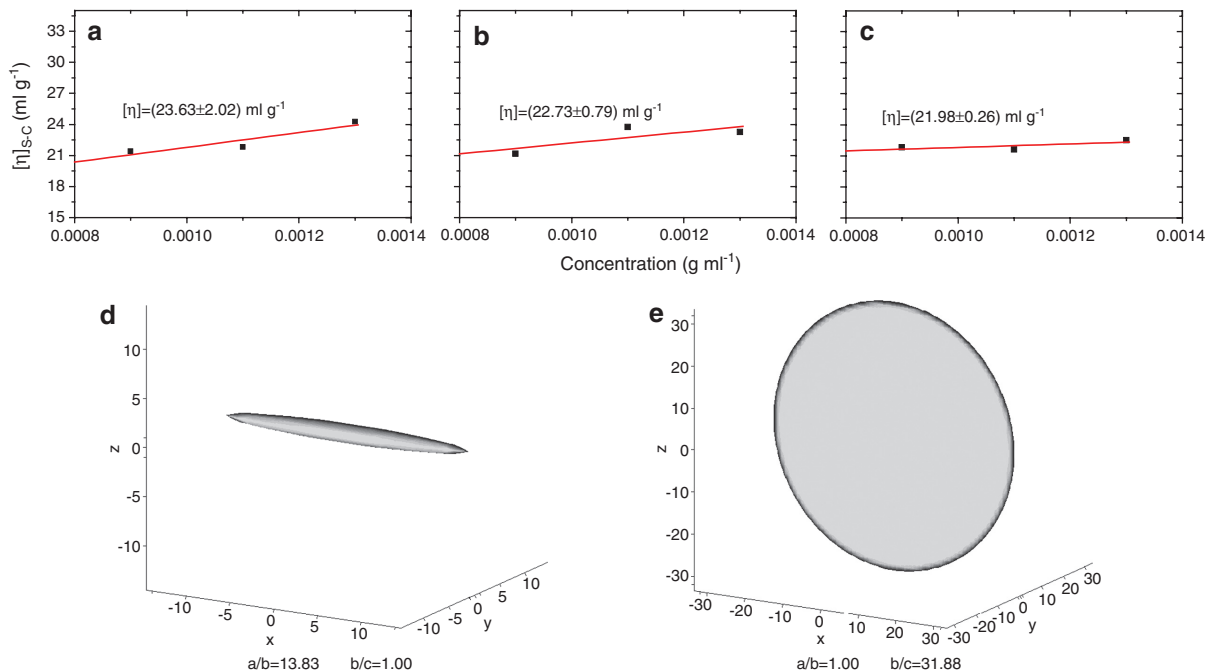 a
b
c
33
30
27
24
21
18
15
[η]S-C (ml g-1)
[η]=(23.63±2.02) ml g-1
[η]=(22.73±0.79) ml g-1
[η]=(21.98±0.26) ml g-1
0.0008 0.0010 0.0012 0.0014
0.0008 0.0010 0.0012 0.0014
0.0008 0.0010 0.0012 0.0014
Concentration (g ml-1)
d
10
5
z 0
-5
-10
-10 -5 0 5 10
x
-10 -5 0 5 10
y
a/b=13.83 b/c=1.00
e
30
20
10
z 0
-10
-20
-30
-30 -20 -10 0 10 20 30
x
-30 -20 -10 0 10 20 30
y
a/b=1.00 b/c=31.88